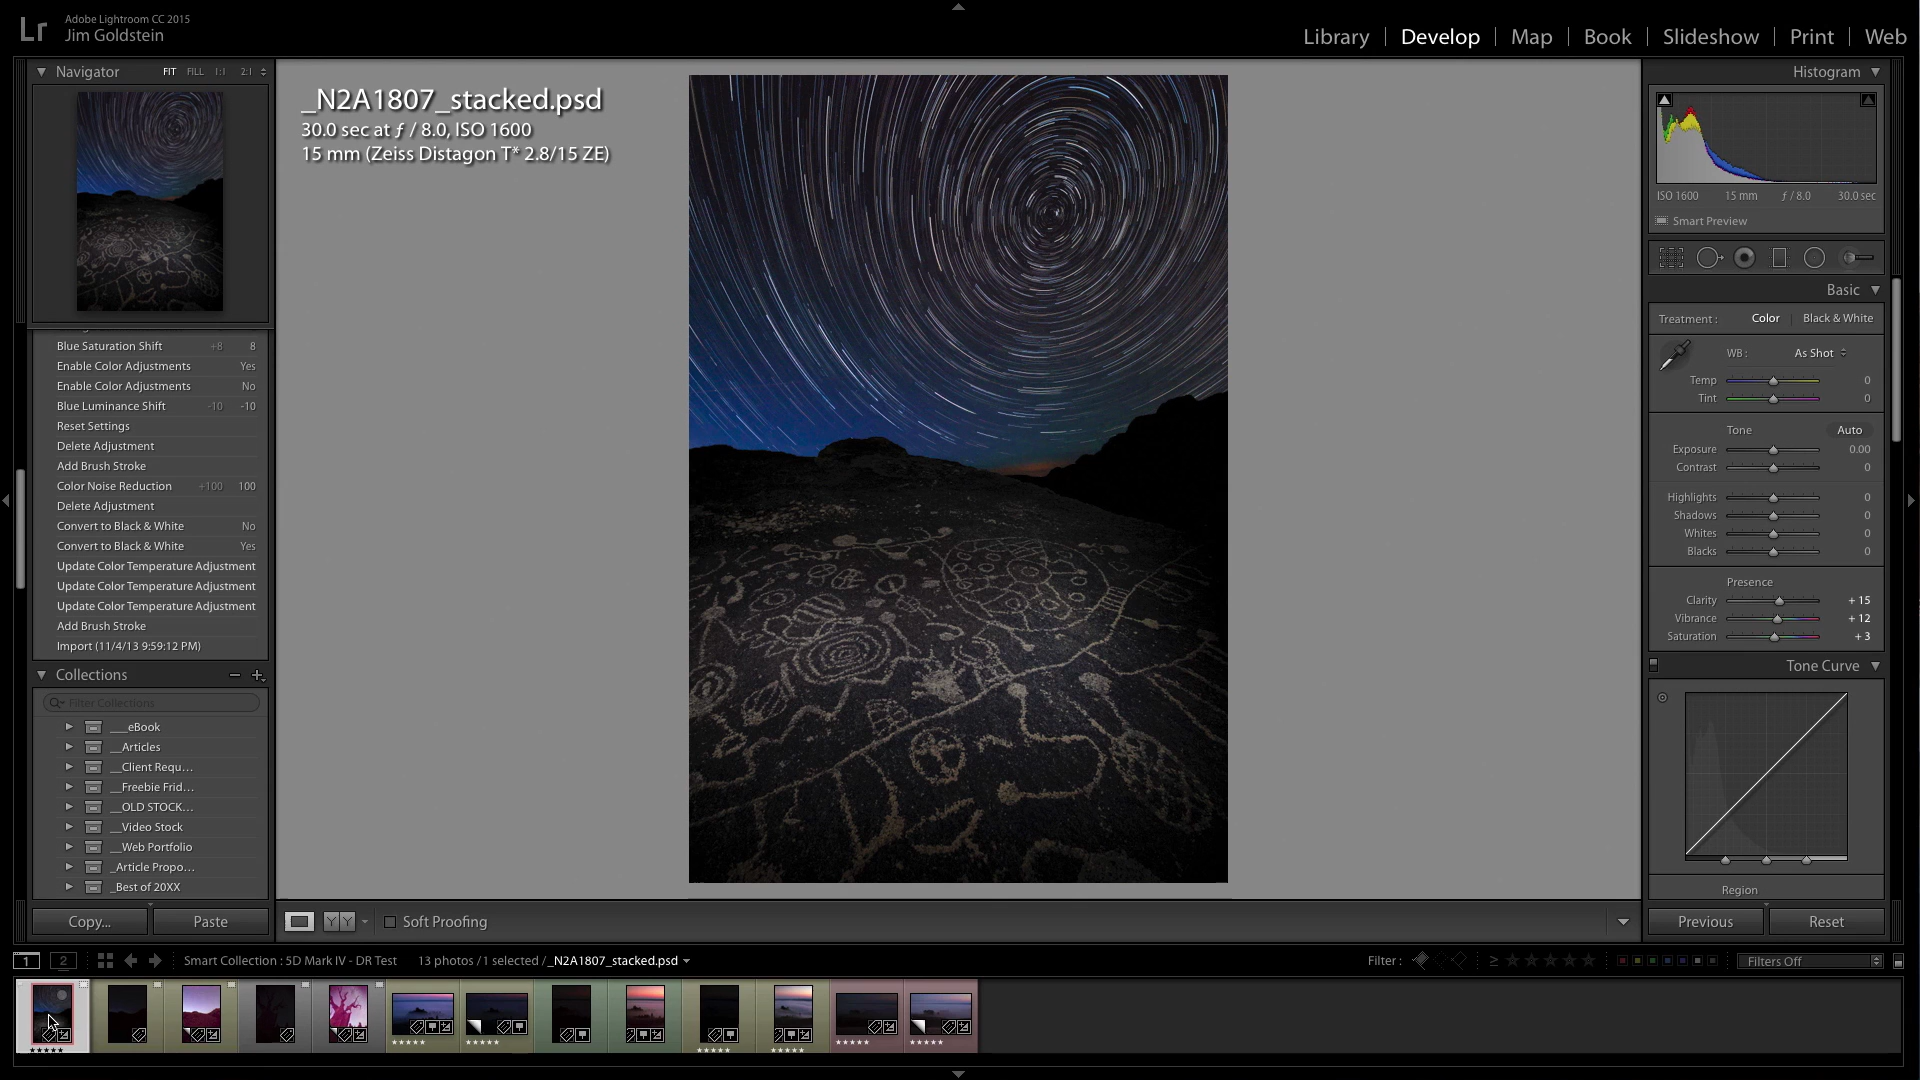 Lr
Adobe Lightroom CC 2015
Jim Goldstein
Library | Develop | Map | Book | Slideshow | Print | Web
Navigator FIT FILL 1:1 2:1
Blue Saturation Shift +8 8
Enable Color Adjustments Yes
Enable Color Adjustments No
Blue Luminance Shift -10 -10
Reset Settings
Delete Adjustment
Add Brush Stroke
Color Noise Reduction +100 100
Delete Adjustment
Convert to Black & White No
Convert to Black & White Yes
Update Color Temperature Adjustment
Update Color Temperature Adjustment
Update Color Temperature Adjustment
Add Brush Stroke
Import (11/4/13 9:59:12 PM)
Collections
Filter Collections
___eBook
__Articles
__Client Requ...
__Freebie Frid...
__OLD STOCK...
__Video Stock
__Web Portfolio
_Article Propo...
_Best of 20XX
Copy... Paste
_N2A1807_stacked.psd
30.0 sec at ƒ / 8.0, ISO 1600
15 mm (Zeiss Distagon T* 2.8/15 ZE)
Soft Proofing
Histogram
ISO 1600 15 mm ƒ / 8.0 30.0 sec
Smart Preview
Basic
Treatment : Color Black & White
WB : As Shot
Temp 0
Tint 0
Tone Auto
Exposure 0.00
Contrast 0
Highlights 0
Shadows 0
Whites 0
Blacks 0
Presence
Clarity + 15
Vibrance + 12
Saturation + 3
Tone Curve
Region
Previous Reset
1 2 Smart Collection : 5D Mark IV - DR Test 13 photos / 1 selected / _N2A1807_stacked.psd Filter : ≥ Filters Off